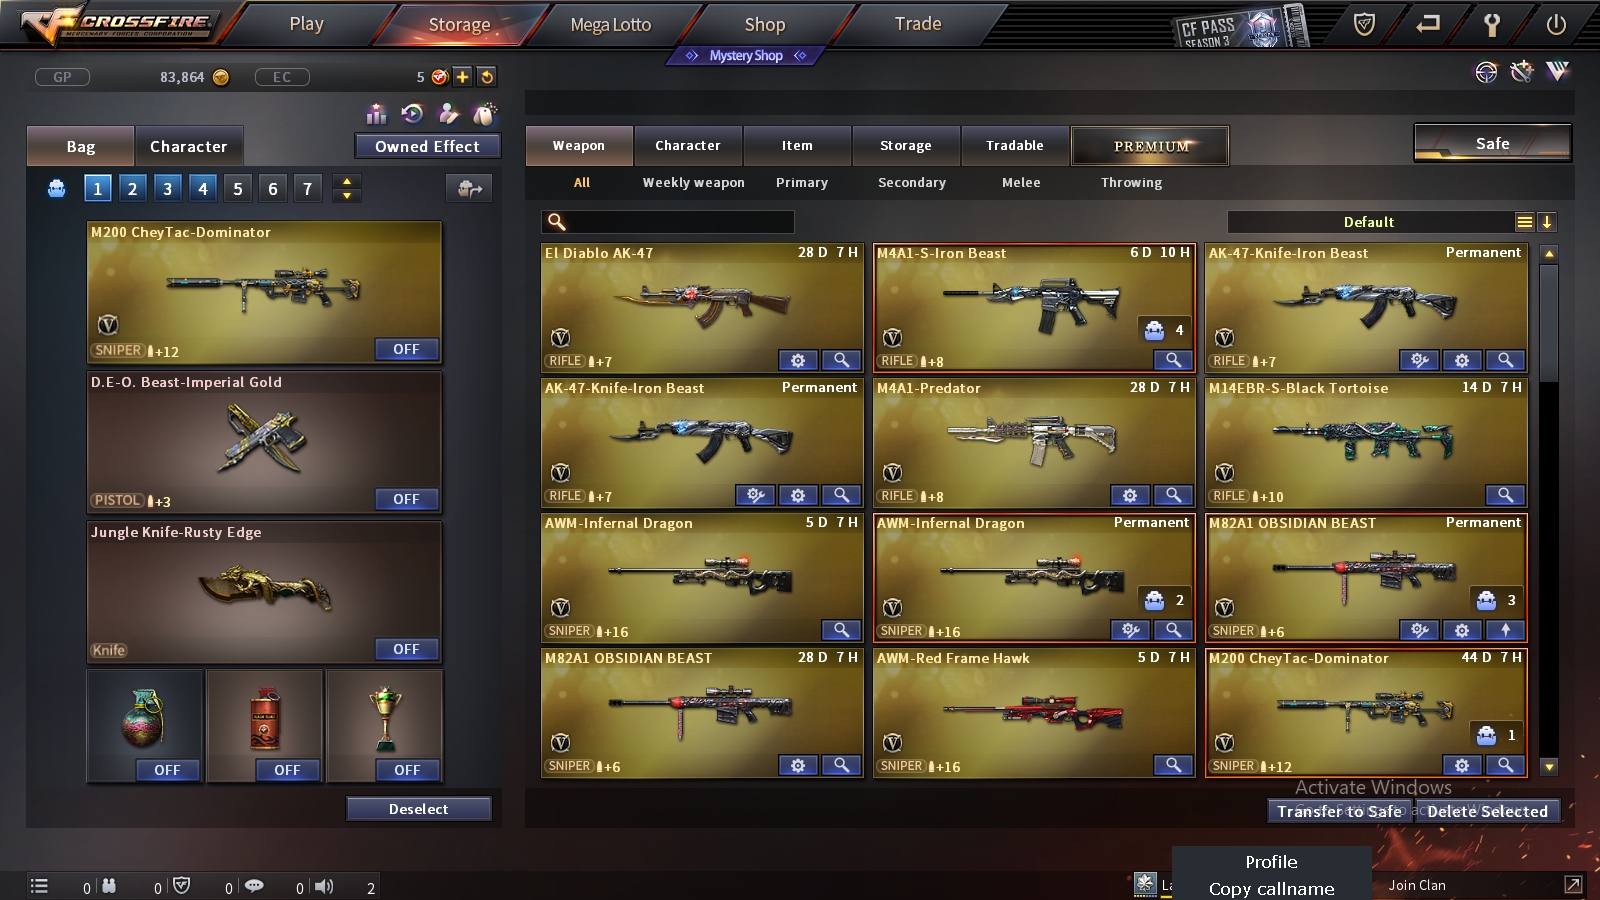 CROSSFIRE
MERCENARY FORCES CORPORATION
Play
Storage
Mega Lotto
Shop
Trade
CF PASS
SEASON 3
Mystery Shop
GP
83,864
EC
5
Bag
Character
Owned Effect
1 2 3 4 5 6 7
M200 CheyTac-Dominator
SNIPER +12
OFF
D.E-O. Beast-Imperial Gold
PISTOL +3
OFF
Jungle Knife-Rusty Edge
Knife
OFF
OFF
OFF
OFF
Deselect
Weapon
Character
Item
Storage
Tradable
PREMIUM
Safe
All
Weekly weapon
Primary
Secondary
Melee
Throwing
Default
El Diablo AK-47 28 D 7 H
RIFLE +7
M4A1-S-Iron Beast 6 D 10 H
4
RIFLE +8
AK-47-Knife-Iron Beast Permanent
RIFLE +7
AK-47-Knife-Iron Beast Permanent
RIFLE +7
M4A1-Predator 28 D 7 H
RIFLE +8
M14EBR-S-Black Tortoise 14 D 7 H
RIFLE +10
AWM-Infernal Dragon 5 D 7 H
SNIPER +16
AWM-Infernal Dragon Permanent
2
SNIPER +16
M82A1 OBSIDIAN BEAST Permanent
3
SNIPER +6
M82A1 OBSIDIAN BEAST 28 D 7 H
SNIPER +6
AWM-Red Frame Hawk 5 D 7 H
SNIPER +16
M200 CheyTac-Dominator 44 D 7 H
1
SNIPER +12
Activate Windows
Transfer to Safe
Delete Selected
0 0 0 0 2
Profile
Copy callname
Join Clan